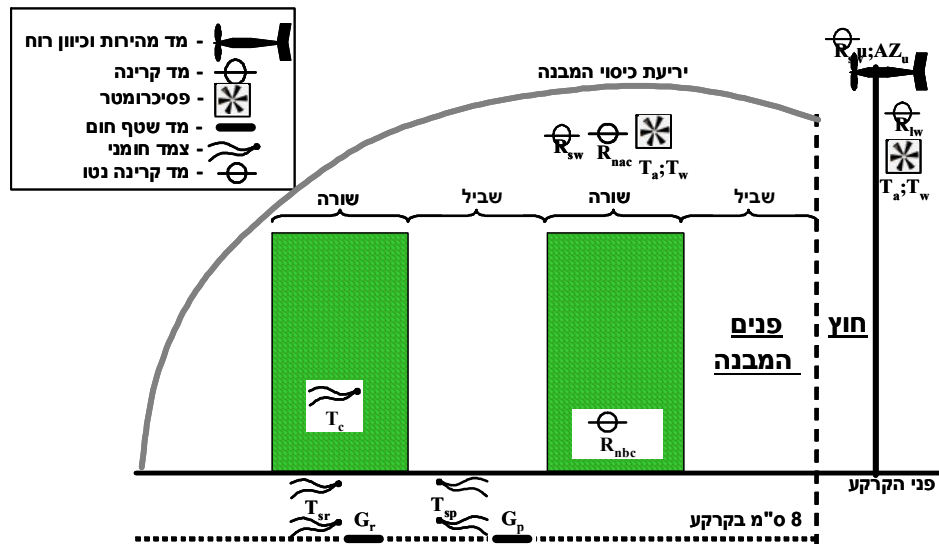 מד מהירות וכיוון רוח -
מד קרינה -
פסיכרומטר -
מד שטף חום -
צמד חומני -
מד קרינה נטו -
יריעת כיסוי המבנה
R_sw
R_nac
T_a;T_w
u;AZ_u
R_lw
T_a;T_w
שורה
שביל
שורה
שביל
פנים
המבנה
חוץ
T_c
R_nbc
פני הקרקע
T_sr
G_r
T_sp
G_p
8 ס"מ בקרקע